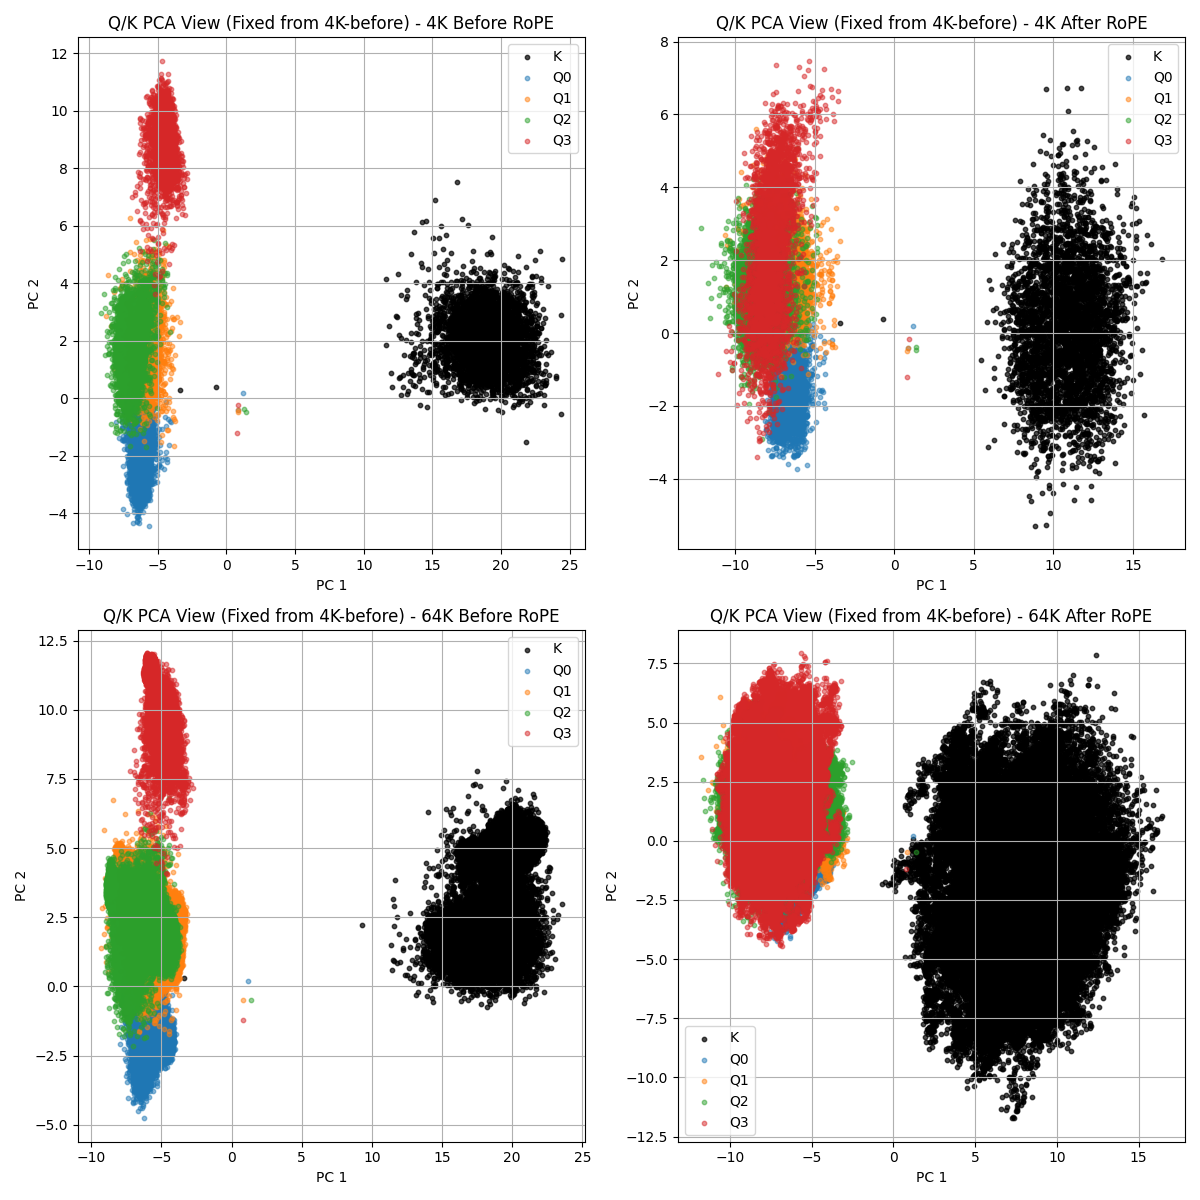 Q/K PCA View (Fixed from 4K-before) - 4K Before RoPE
12
10
8
6
4
2
0
−2
−4
PC 2
−10 −5 0 5 10 15 20 25
PC 1
K
Q0
Q1
Q2
Q3
Q/K PCA View (Fixed from 4K-before) - 4K After RoPE
8
6
4
2
0
−2
−4
PC 2
−10 −5 0 5 10 15
PC 1
K
Q0
Q1
Q2
Q3
Q/K PCA View (Fixed from 4K-before) - 64K Before RoPE
12.5
10.0
7.5
5.0
2.5
0.0
−2.5
−5.0
PC 2
−10 −5 0 5 10 15 20 25
PC 1
K
Q0
Q1
Q2
Q3
Q/K PCA View (Fixed from 4K-before) - 64K After RoPE
7.5
5.0
2.5
0.0
−2.5
−5.0
−7.5
−10.0
−12.5
PC 2
−10 −5 0 5 10 15
PC 1
K
Q0
Q1
Q2
Q3